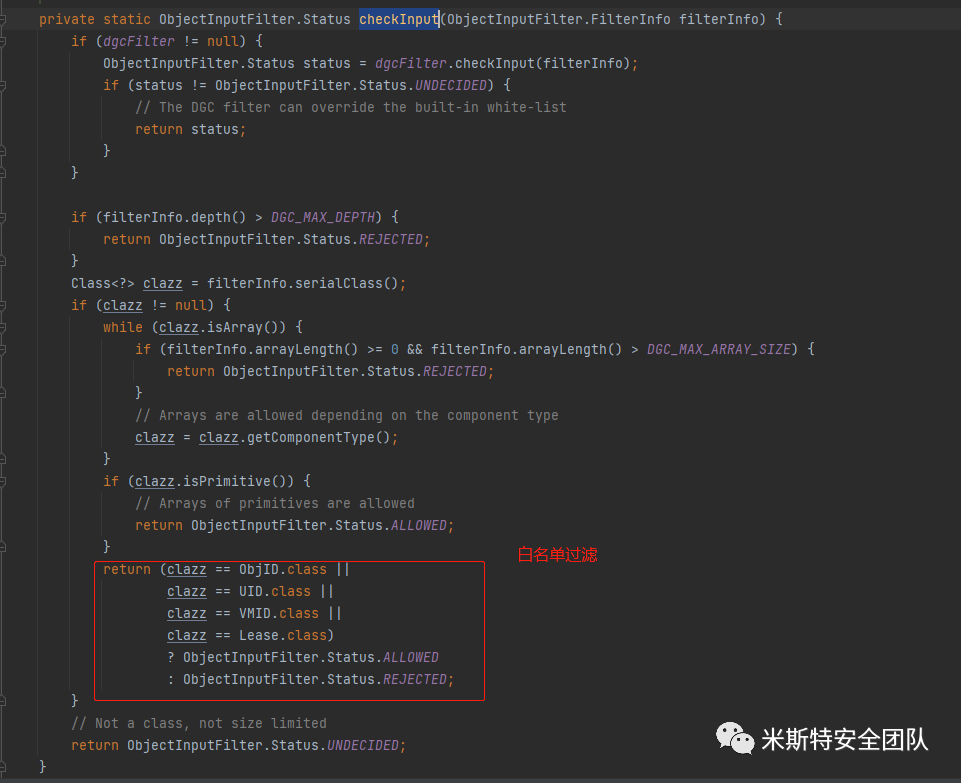 private static ObjectInputFilter.Status checkInput(ObjectInputFilter.FilterInfo filterInfo) {
    if (dgcFilter != null) {
        ObjectInputFilter.Status status = dgcFilter.checkInput(filterInfo);
        if (status != ObjectInputFilter.Status.UNDECIDED) {
            // The DGC filter can override the built-in white-list
            return status;
        }
    }

    if (filterInfo.depth() > DGC_MAX_DEPTH) {
        return ObjectInputFilter.Status.REJECTED;
    }
    Class<?> clazz = filterInfo.serialClass();
    if (clazz != null) {
        while (clazz.isArray()) {
            if (filterInfo.arrayLength() >= 0 && filterInfo.arrayLength() > DGC_MAX_ARRAY_SIZE) {
                return ObjectInputFilter.Status.REJECTED;
            }
            // Arrays are allowed depending on the component type
            clazz = clazz.getComponentType();
        }
        if (clazz.isPrimitive()) {
            // Arrays of primitives are allowed
            return ObjectInputFilter.Status.ALLOWED;
        }
白名单过滤
        return (clazz == ObjID.class ||
                clazz == UID.class ||
                clazz == VMID.class ||
                clazz == Lease.class)
                ? ObjectInputFilter.Status.ALLOWED
                : ObjectInputFilter.Status.REJECTED;
    }
    // Not a class, not size limited
    return ObjectInputFilter.Status.UNDECIDED;
}
米斯特安全团队